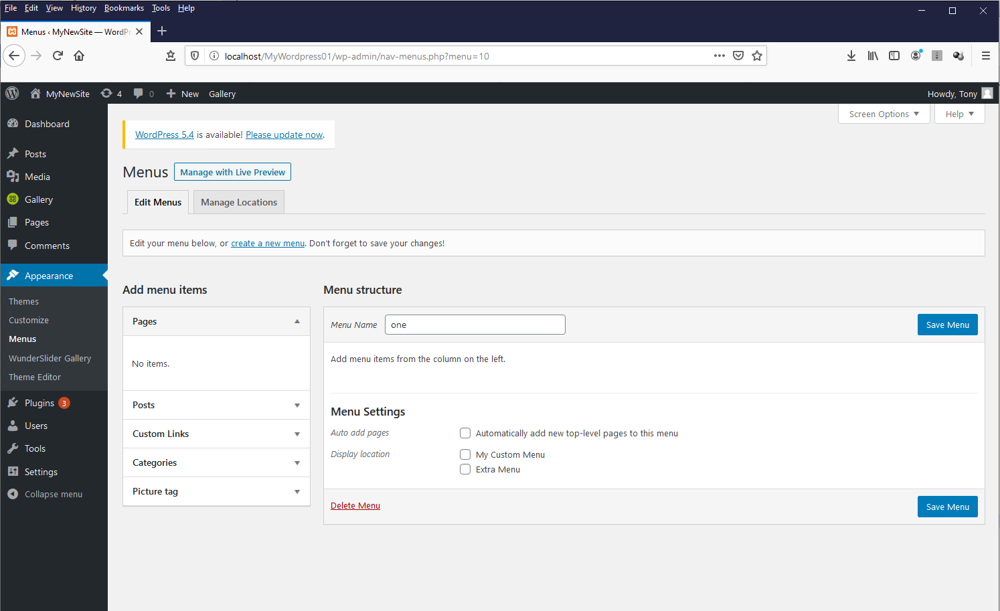 File Edit View History Bookmarks Tools Help
Menus ‹ MyNewSite — WordPr
localhost/MyWordpress01/wp-admin/nav-menus.php?menu=10
MyNewSite 4 0 New Gallery Howdy, Tony
Screen Options Help
Dashboard
Posts
Media
Gallery
Pages
Comments
Appearance
Themes
Customize
Menus
WunderSlider Gallery
Theme Editor
Plugins 3
Users
Tools
Settings
Collapse menu
WordPress 5.4 is available! Please update now.
Menus Manage with Live Preview
Edit Menus Manage Locations
Edit your menu below, or create a new menu. Don’t forget to save your changes!
Add menu items
Pages
No items.
Posts
Custom Links
Categories
Picture tag
Menu structure
Menu Name one Save Menu
Add menu items from the column on the left.
Menu Settings
Auto add pages Automatically add new top-level pages to this menu
Display location My Custom Menu
Extra Menu
Delete Menu Save Menu